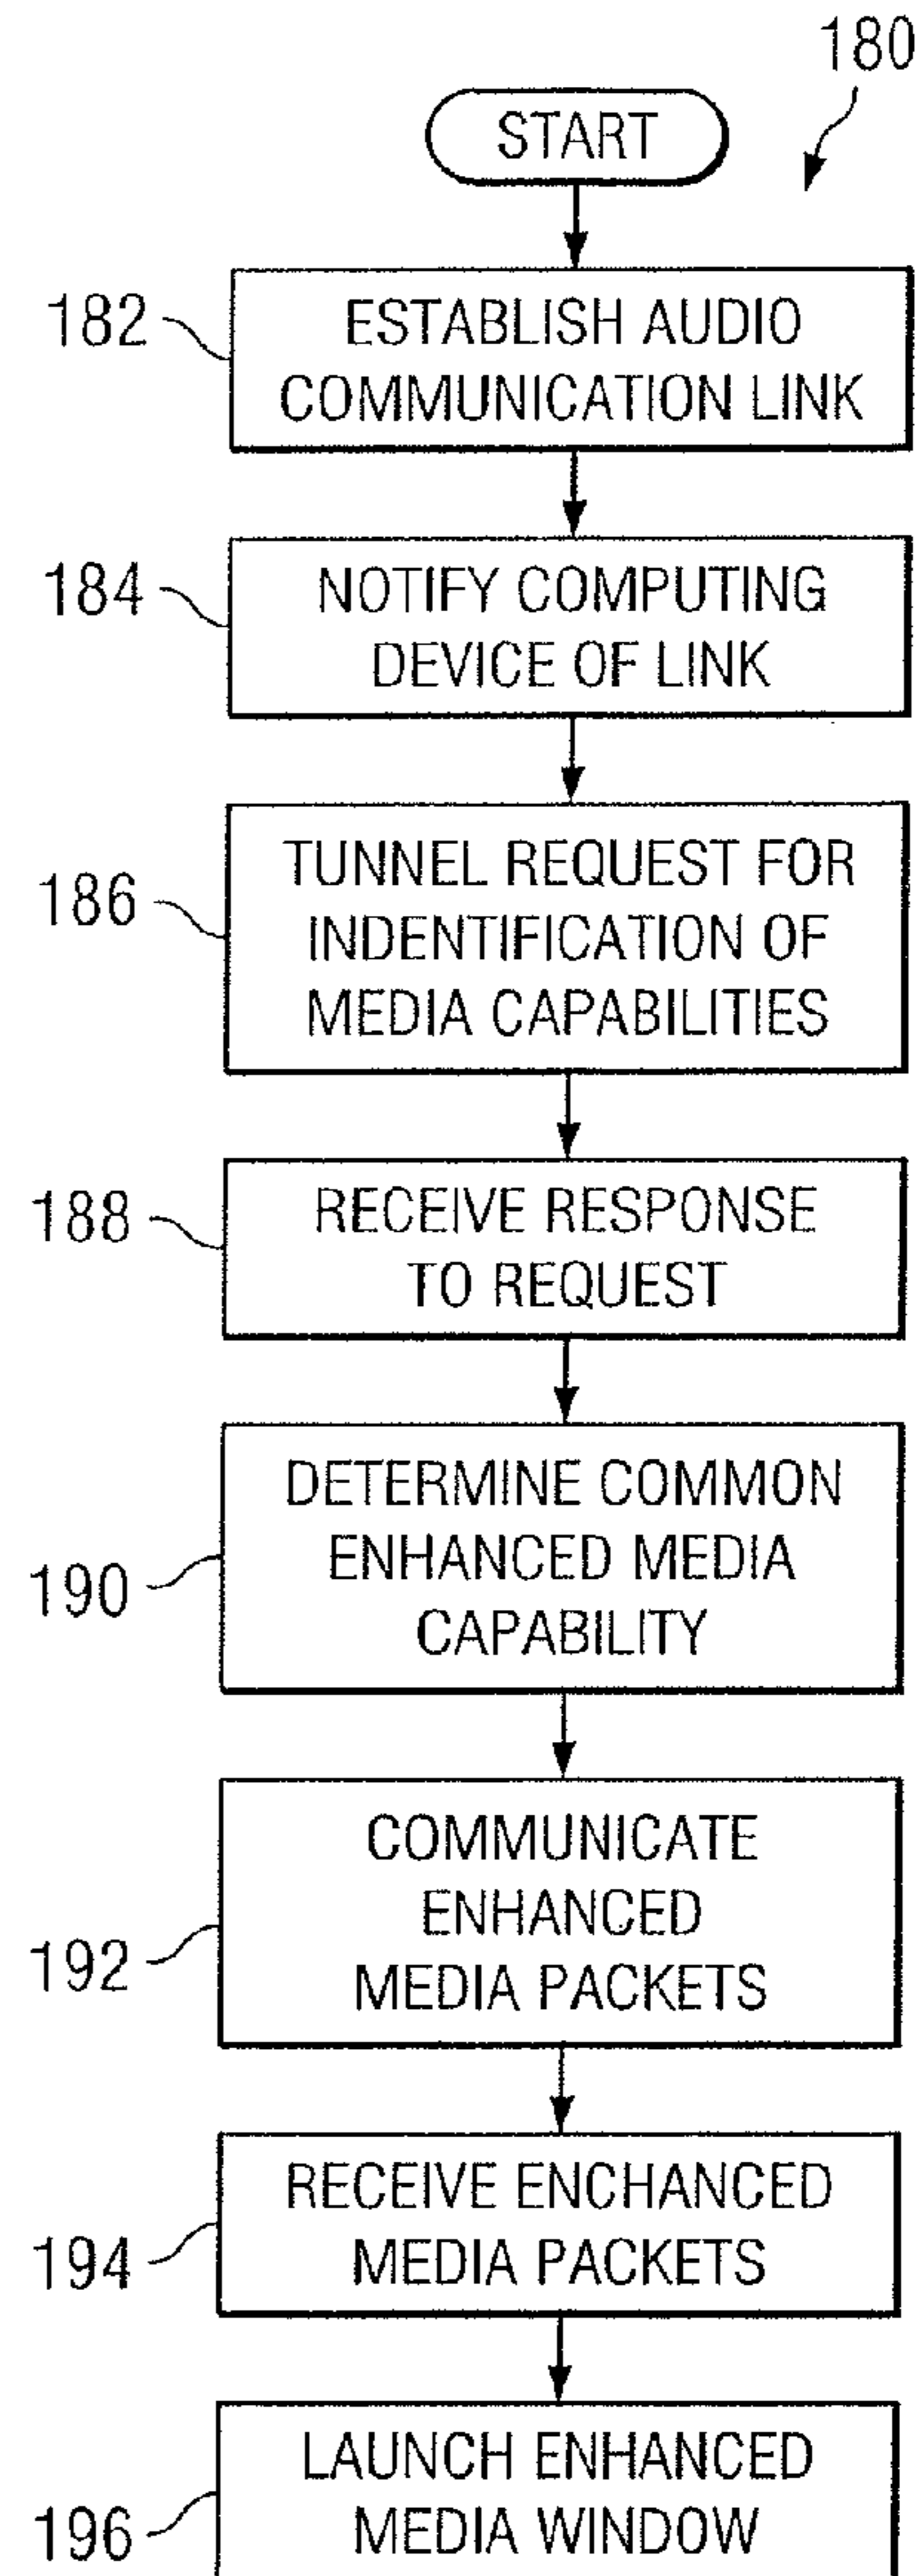 180
START
182
ESTABLISH AUDIO
COMMUNICATION LINK
184
NOTIFY COMPUTING
DEVICE OF LINK
186
TUNNEL REQUEST FOR
INDENTIFICATION OF
MEDIA CAPABILITIES
188
RECEIVE RESPONSE
TO REQUEST
190
DETERMINE COMMON
ENHANCED MEDIA
CAPABILITY
192
COMMUNICATE
ENHANCED
MEDIA PACKETS
194
RECEIVE ENCHANCED
MEDIA PACKETS
196
LAUNCH ENHANCED
MEDIA WINDOW